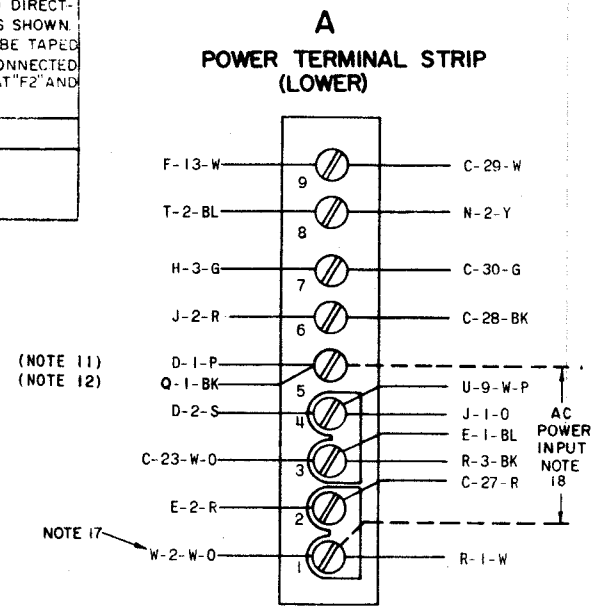 DIRECT-
S SHOWN.
BE TAPED
ONNECTED
AT "F2" AND
A
POWER TERMINAL STRIP
(LOWER)
F-13-W 9 C-29-W
T-2-BL 8 N-2-Y
H-3-G 7 C-30-G
J-2-R 6 C-28-BK
(NOTE 11) D-1-P
(NOTE 12) Q-1-BK 5 U-9-W-P
D-2-S 4 J-1-O
E-1-BL
C-23-W-O 3 R-3-BK
C-27-R
E-2-R 2
AC
POWER
INPUT
NOTE
18
NOTE 17
W-2-W-O 1 R-1-W